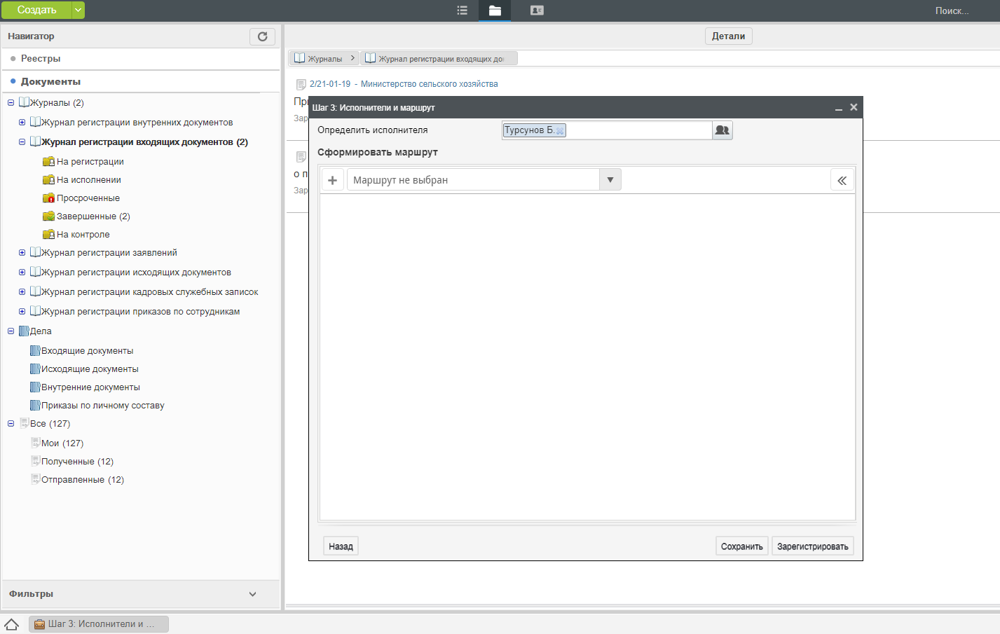 Создать
Поиск...
Навигатор
Детали
Реестры
Журналы
Журнал регистрации входящих до
Документы
2/21-01-19 - Министерство сельского хозяйства
Журналы (2)
Журнал регистрации внутренних документов
Журнал регистрации входящих документов (2)
На регистрации
На исполнении
Просроченные
Завершенные (2)
На контроле
Журнал регистрации заявлений
Журнал регистрации исходящих документов
Журнал регистрации кадровых служебных записок
Журнал регистрации приказов по сотрудникам
Дела
Входящие документы
Исходящие документы
Внутренние документы
Приказы по личному составу
Все (127)
Мои (127)
Полученные (12)
Отправленные (12)
Пр
Зар
о п
Зар
Шаг 3: Исполнители и маршрут
Определить исполнителя
Турсунов Б.
Сформировать маршрут
Маршрут не выбран
Назад
Сохранить
Зарегистрировать
Фильтры
Шаг 3: Исполнители и ...